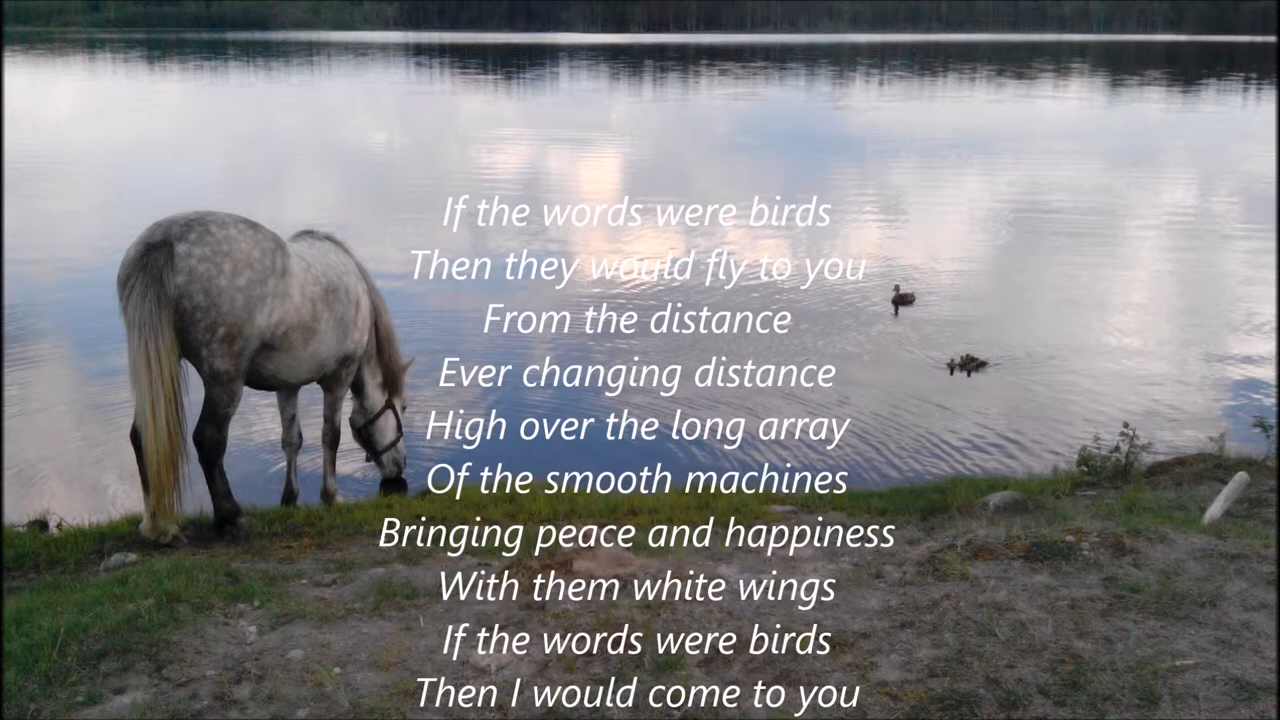 If the words were birds
Then they would fly to you
From the distance
Ever changing distance
High over the long array
Of the smooth machines
Bringing peace and happiness
With them white wings
If the words were birds
Then I would come to you